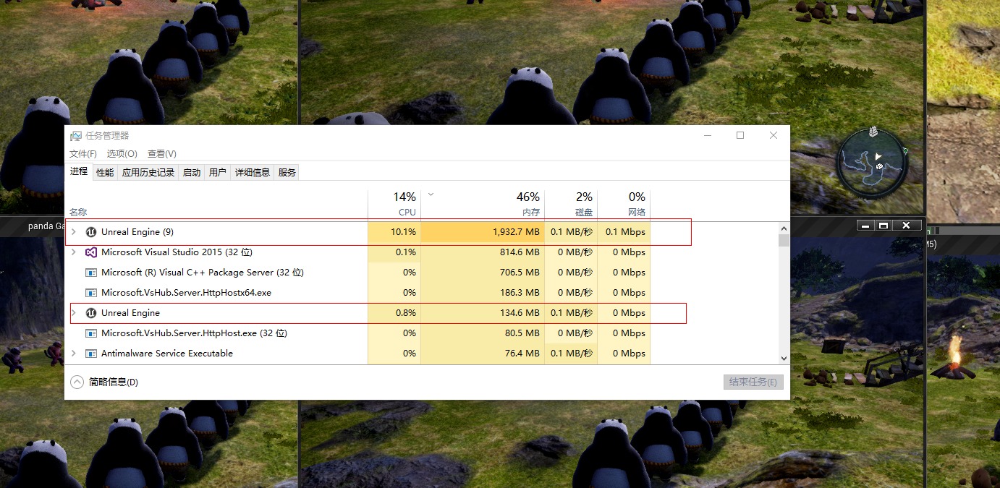 任务管理器
文件(F) 选项(O) 查看(V)
进程 性能 应用历史记录 启动 用户 详细信息 服务
14% 46% 2% 0%
名称 CPU 内存 磁盘 网络
panda Ga
Unreal Engine (9) 10.1% 1,932.7 MB 0.1 MB/秒 0.1 Mbps
Microsoft Visual Studio 2015 (32 位) 0.1% 814.6 MB 0 MB/秒 0 Mbps
Microsoft (R) Visual C++ Package Server (32 位) 0% 706.5 MB 0 MB/秒 0 Mbps
Microsoft.VsHub.Server.HttpHostx64.exe 0% 186.3 MB 0 MB/秒 0 Mbps
Unreal Engine 0.8% 134.6 MB 0.1 MB/秒 0 Mbps
Microsoft.VsHub.Server.HttpHost.exe (32 位) 0% 80.5 MB 0 MB/秒 0 Mbps
Antimalware Service Executable 0% 76.4 MB 0.1 MB/秒 0 Mbps
简略信息(D) 结束任务(E)